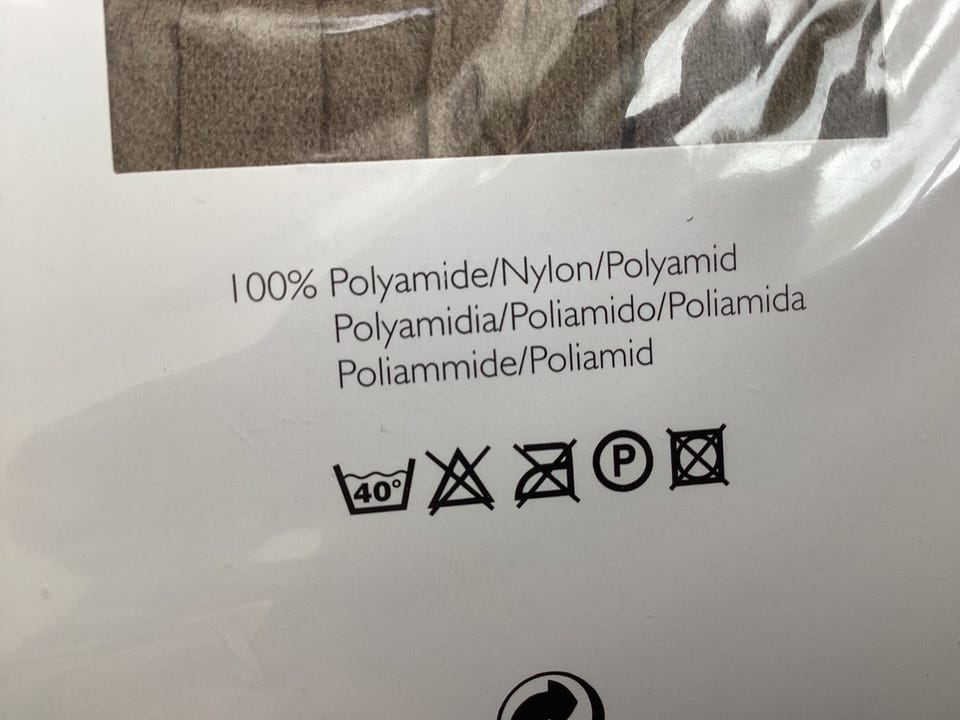 100% Polyamide/Nylon/Polyamid
Polyamidia/Poliamido/Poliamida
Poliammide/Poliamid
40° P